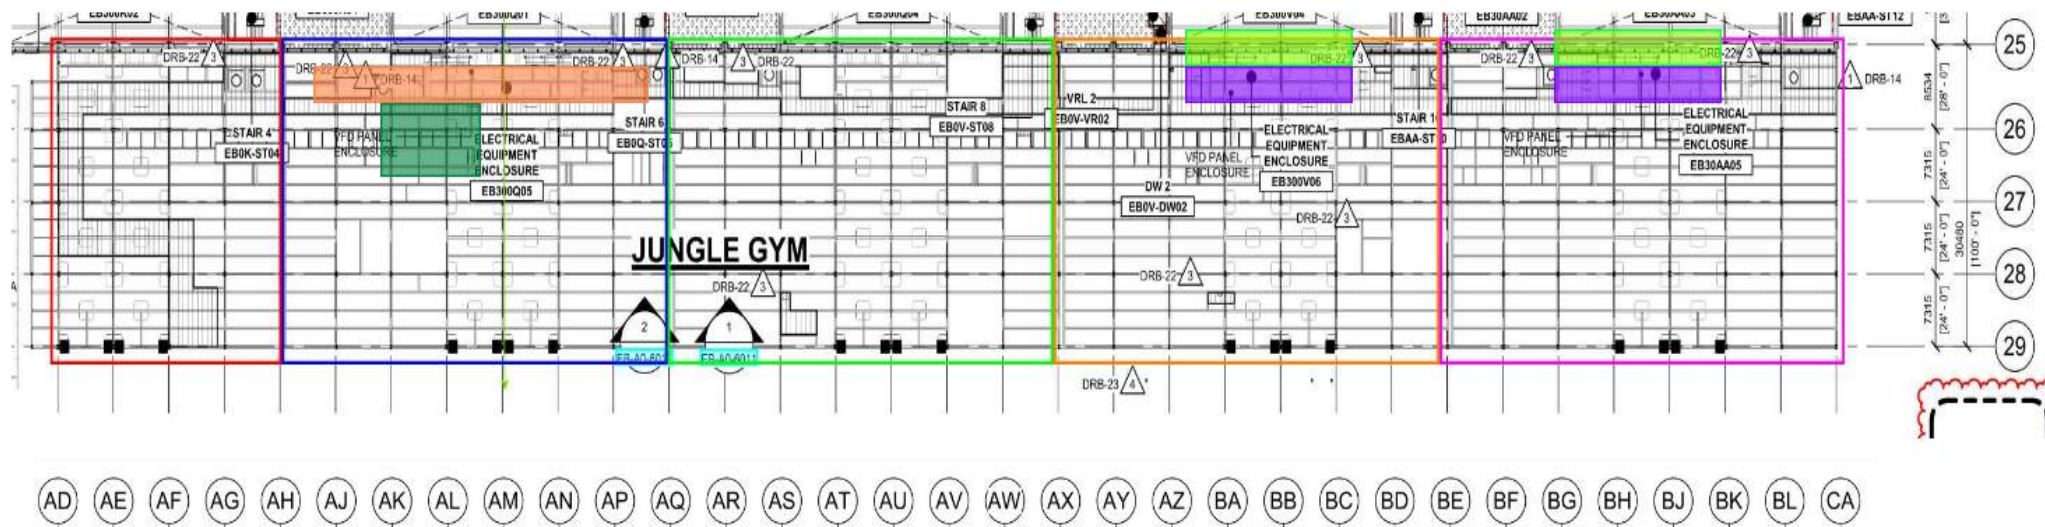 EB300Q01
EB300Q04
EB300V04
EB30AA02
EB30AA03
EBAA-ST12
DRB-22 3
DRB-22 3
1 DRB-14
DRB-22 3
DRB-14
3 DRB-22
DRB-22 3
DRB-22 3
DRB-22 3
1 DRB-14
STAIR 4
EB0K-ST04
VFD PANEL
ENCLOSURE
ELECTRICAL
EQUIPMENT
ENCLOSURE
EB300Q05
STAIR 6
STAIR 8
EB0V-ST08
VRL 2
EB0V-VR02
DW 2
EB0V-DW02
VFD PANEL
ENCLOSURE
ELECTRICAL
EQUIPMENT
ENCLOSURE
EB300V06
DRB-22 3
VFD PANEL
ENCLOSURE
ELECTRICAL
EQUIPMENT
ENCLOSURE
EB30AA05
JUNGLE GYM
DRB-22 3
DRB-22 3
2
1
EB-A0-6011
DRB-23 4
8534
[28' - 0"]
7315
[24' - 0"]
7315
[24' - 0"]
7315
[24' - 0"]
30480
[100' - 0"]
25
26
27
28
29
AD AE AF AG AH AJ AK AL AM AN AP AQ AR AS AT AU AV AW AX AY AZ BA BB BC BD BE BF BG BH BJ BK BL CA